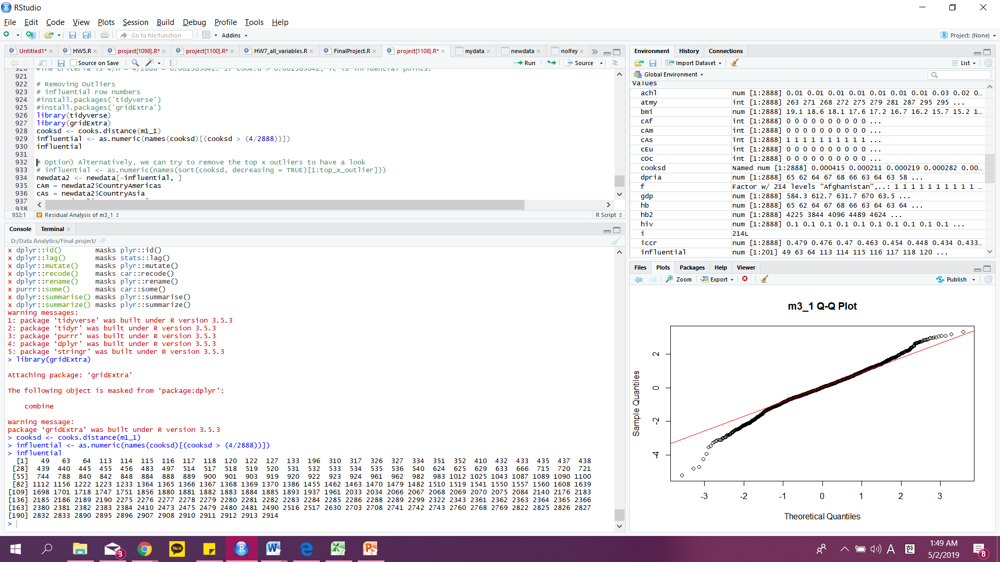 RStudio
File Edit Code View Plots Session Build Debug Profile Tools Help
Go to file/function Addins Project: (None)
Untitled1* HW5.R project[1098].R* project[1100].R* HW7_all_variables.R FinalProject.R project[1108].R* mydata newdata nolfey
Source on Save Run Source
920 #The criteria is 4/n = 4/2888 = 0.001385042. If cook.d > 0.001385042, it is influential points.
921
922 # Removing Outliers
923 # influential row numbers
924 #install.packages('tidyverse')
925 #install.packages('gridExtra')
926 library(tidyverse)
927 library(gridExtra)
928 cooksd <- cooks.distance(m1_1)
929 influential <- as.numeric(names(cooksd)[(cooksd > (4/2888))])
930 influential
931
932 # Option) Alternatively, we can try to remove the top x outliers to have a look
933 # influential <- as.numeric(names(sort(cooksd, decreasing = TRUE)[1:top_x_outlier]))
934 newdata2 <- newdata[-influential, ]
935 cAm = newdata2$CountryAmericas
936 cAs = newdata2$CountryAsia
937
938
932:1 # Residual Analysis of m3_1 R Script
Console Terminal
D:/Data Analytics/Final project/
x dplyr::id() masks plyr::id()
x dplyr::lag() masks stats::lag()
x dplyr::mutate() masks plyr::mutate()
x dplyr::recode() masks car::recode()
x dplyr::rename() masks plyr::rename()
x purrr::some() masks car::some()
x dplyr::summarise() masks plyr::summarise()
x dplyr::summarize() masks plyr::summarize()
Warning messages:
1: package ‘tidyverse’ was built under R version 3.5.3
2: package ‘tidyr’ was built under R version 3.5.3
3: package ‘purrr’ was built under R version 3.5.3
4: package ‘dplyr’ was built under R version 3.5.3
5: package ‘stringr’ was built under R version 3.5.3
> library(gridExtra)
Attaching package: ‘gridExtra’
The following object is masked from ‘package:dplyr’:
combine
Warning message:
package ‘gridExtra’ was built under R version 3.5.3
> cooksd <- cooks.distance(m1_1)
> influential <- as.numeric(names(cooksd)[(cooksd > (4/2888))])
> influential
[1] 49 63 64 113 114 115 116 117 118 120 122 127 133 196 310 317 326 327 334 351 352 410 432 433 435 437 438
[28] 439 440 445 455 456 483 497 514 517 518 519 520 531 532 533 534 535 536 540 624 625 629 633 666 715 720 721
[55] 744 788 840 842 848 884 888 889 900 901 903 919 920 922 923 924 961 962 982 983 1012 1025 1043 1087 1089 1090 1100
[82] 1112 1156 1222 1223 1233 1364 1365 1366 1367 1368 1369 1370 1386 1455 1462 1463 1470 1479 1482 1510 1519 1541 1550 1557 1560 1608 1639
[109] 1698 1701 1718 1747 1751 1856 1880 1881 1882 1883 1884 1885 1893 1937 1961 2033 2034 2066 2067 2068 2069 2070 2075 2084 2140 2176 2183
[136] 2185 2186 2189 2190 2275 2276 2277 2278 2279 2280 2281 2282 2283 2284 2285 2286 2288 2289 2299 2322 2343 2361 2362 2363 2364 2365 2366
[163] 2380 2381 2382 2383 2384 2410 2473 2475 2479 2480 2481 2490 2516 2517 2630 2703 2708 2741 2742 2743 2760 2768 2769 2822 2825 2826 2827
[190] 2832 2833 2890 2895 2896 2907 2908 2910 2911 2912 2913 2914
>
Environment History Connections
Import Dataset List
Global Environment
Values
achl num [1:2888] 0.01 0.01 0.01 0.01 0.01 0.01 0.01 0.03 0.02 0…
atmy int [1:2888] 263 271 268 272 275 279 281 287 295 295 ...
bmi num [1:2888] 19.1 18.6 18.1 17.6 17.2 16.7 16.2 15.7 15.2 1…
cAf int [1:2888] 0 0 0 0 0 0 0 0 0 0 ...
cAm int [1:2888] 0 0 0 0 0 0 0 0 0 0 ...
cAs int [1:2888] 1 1 1 1 1 1 1 1 1 1 ...
cEu int [1:2888] 0 0 0 0 0 0 0 0 0 0 ...
cOc int [1:2888] 0 0 0 0 0 0 0 0 0 0 ...
cooksd Named num [1:2888] 0.000415 0.000211 0.000219 0.000282 0.00…
dpria num [1:2888] 65 62 64 67 68 66 63 64 63 58 ...
f Factor w/ 214 levels "Afghanistan",..: 1 1 1 1 1 1 1 1 1 1 …
gdp num [1:2888] 584.3 612.7 631.7 670 63.5 ...
hb num [1:2888] 65 62 64 67 68 66 63 64 63 64 ...
hb2 num [1:2888] 4225 3844 4096 4489 4624 ...
hiv num [1:2888] 0.1 0.1 0.1 0.1 0.1 0.1 0.1 0.1 0.1 0.1 ...
i 214L
iccr num [1:2888] 0.479 0.476 0.47 0.463 0.454 0.448 0.434 0.433…
influential num [1:201] 49 63 64 113 114 115 116 117 118 120 ...
Files Plots Packages Help Viewer
Zoom Export Publish
m3_1 Q-Q Plot
Sample Quantiles
2
0
-2
-4
-3 -2 -1 0 1 2 3
Theoretical Quantiles
3 TALK R A 한 1:49 AM
5/2/2019 8